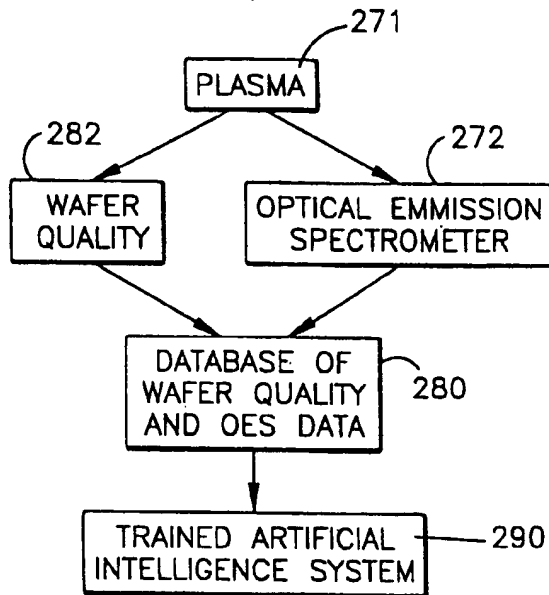 271
PLASMA
282
272
WAFER
QUALITY
OPTICAL EMMISSION
SPECTROMETER
DATABASE OF
WAFER QUALITY
AND OES DATA
280
TRAINED ARTIFICIAL
INTELLIGENCE SYSTEM
290